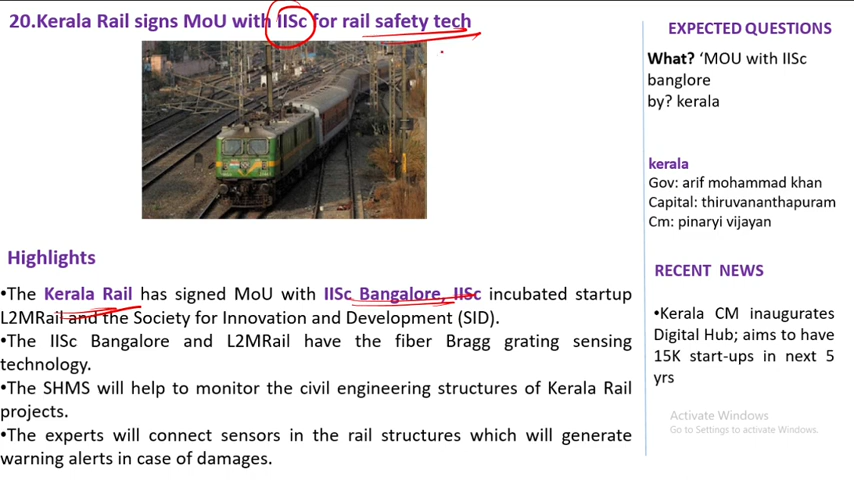 20.Kerala Rail signs MoU with IISc for rail safety tech
Highlights
•The Kerala Rail has signed MoU with IISc Bangalore, IISc incubated startup
L2MRail and the Society for Innovation and Development (SID).
•The IISc Bangalore and L2MRail have the fiber Bragg grating sensing
technology.
•The SHMS will help to monitor the civil engineering structures of Kerala Rail
projects.
•The experts will connect sensors in the rail structures which will generate
warning alerts in case of damages.
EXPECTED QUESTIONS
What? ‘MOU with IISc
banglore
by? kerala
kerala
Gov: arif mohammad khan
Capital: thiruvananthapuram
Cm: pinaryi vijayan
RECENT NEWS
•Kerala CM inaugurates
Digital Hub; aims to have
15K start-ups in next 5
yrs
Activate Windows
Go to Settings to activate Windows.